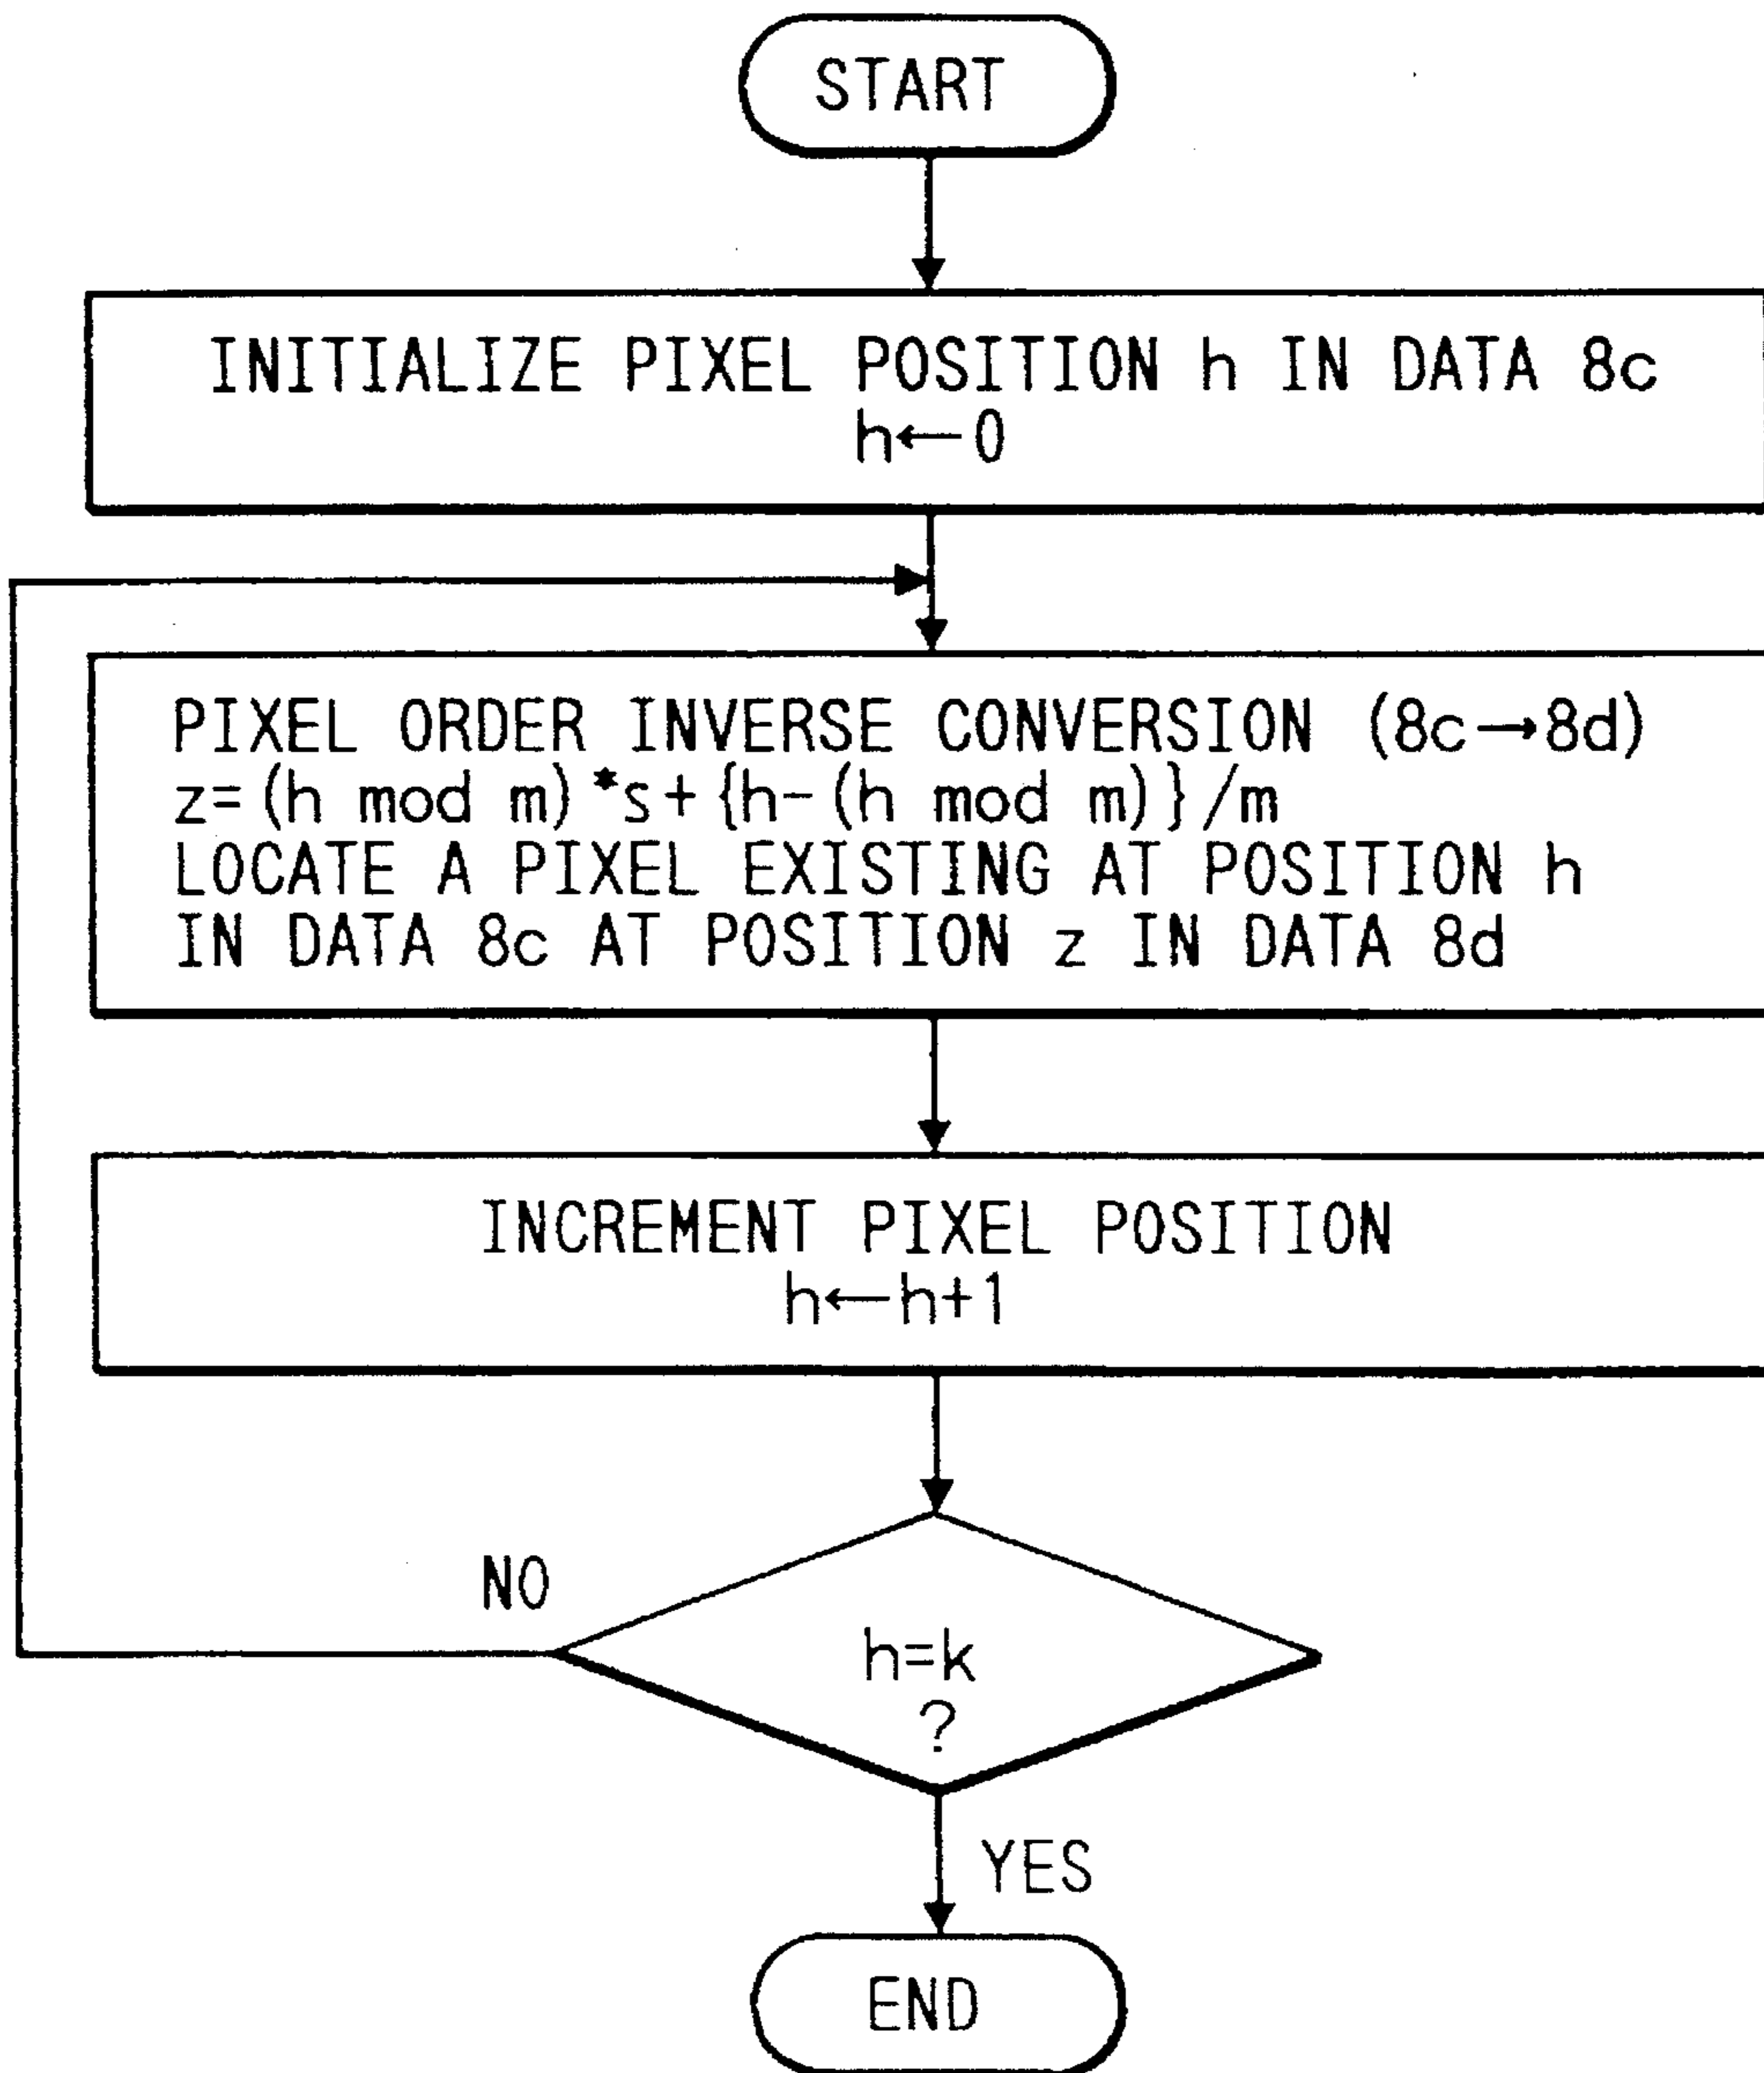 START
INITIALIZE PIXEL POSITION h IN DATA 8c
h←0
PIXEL ORDER INVERSE CONVERSION (8c→8d)
z=(h mod m)*s+{h-(h mod m)}/m
LOCATE A PIXEL EXISTING AT POSITION h
IN DATA 8c AT POSITION z IN DATA 8d
INCREMENT PIXEL POSITION
h←h+1
NO
h=k
?
YES
END